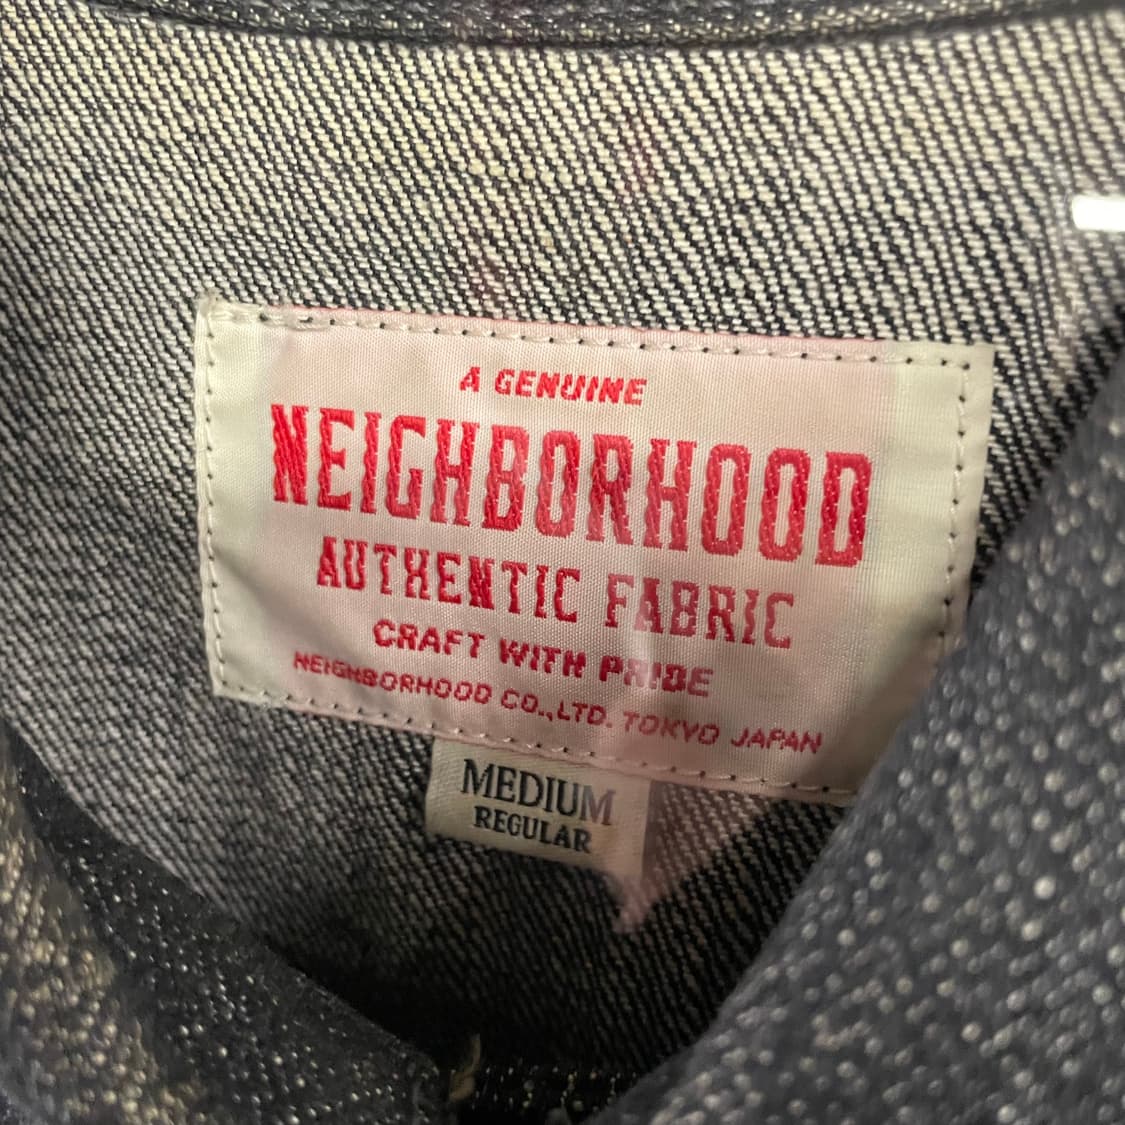 A GENUINE
NEIGHBORHOOD
AUTHENTIC FABRIC
CRAFT WITH PRIDE
NEIGHBORHOOD CO.,LTD. TOKYO JAPAN
MEDIUM
REGULAR